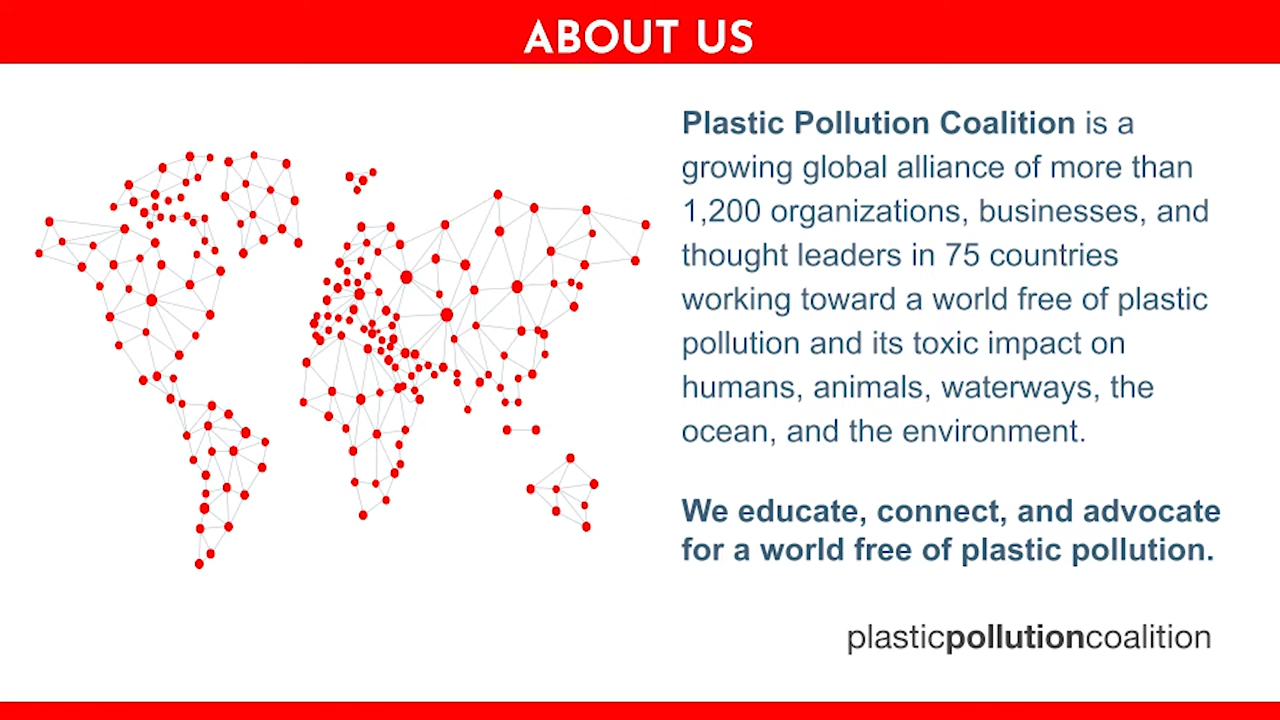 ABOUT US
Plastic Pollution Coalition is a
growing global alliance of more than
1,200 organizations, businesses, and
thought leaders in 75 countries
working toward a world free of plastic
pollution and its toxic impact on
humans, animals, waterways, the
ocean, and the environment.
We educate, connect, and advocate
for a world free of plastic pollution.
plasticpollutioncoalition